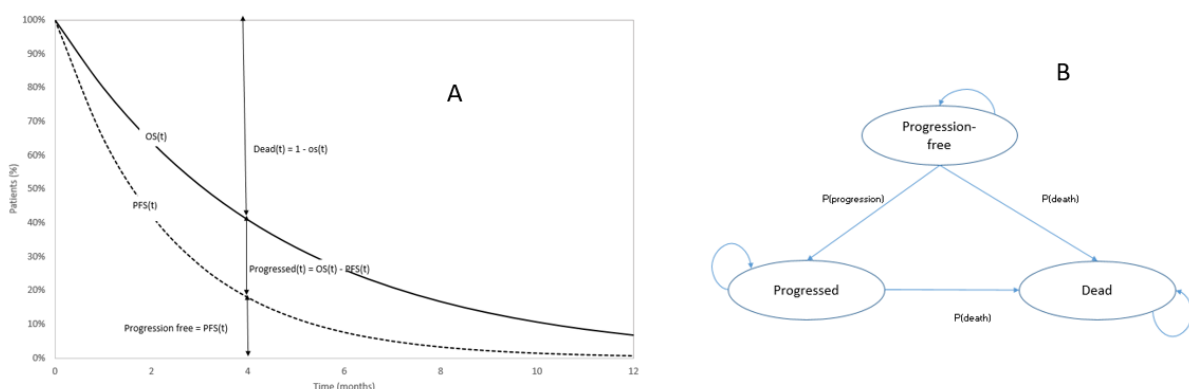 100%
90%
80%
70%
60%
50%
40%
30%
20%
10%
0%
Patients (%)
0
2
4
6
8
10
12
Time (months)
OS(t)
PFS(t)
Dead(t) = 1 - os(t)
Progressed(t) = OS(t) - PFS(t)
Progression free = PFS(t)
A
B
Progression-
free
P(progression)
P(death)
Progressed
Dead
P(death)